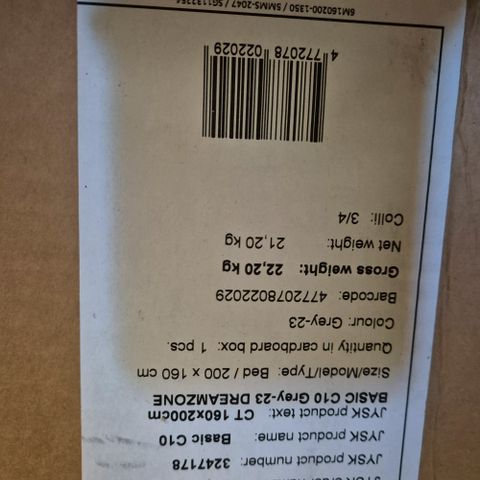 JYSK order
JYSK product number: 3247178
JYSK product name: Basic C10
JYSK product text: CT 160x200cm
BASIC C10 Grey-23 DREAMZONE
Size/Model/Type: Bed / 200 x 160 cm
Quantity in cardboard box: 1 pcs.
Colour: Grey-23
Barcode: 4772078022029
Gross weight: 22,20 kg
Net weight: 21,20 kg
Colli: 3/4
4 772078 022029
6M160200-1350 / SMMS-2047 /